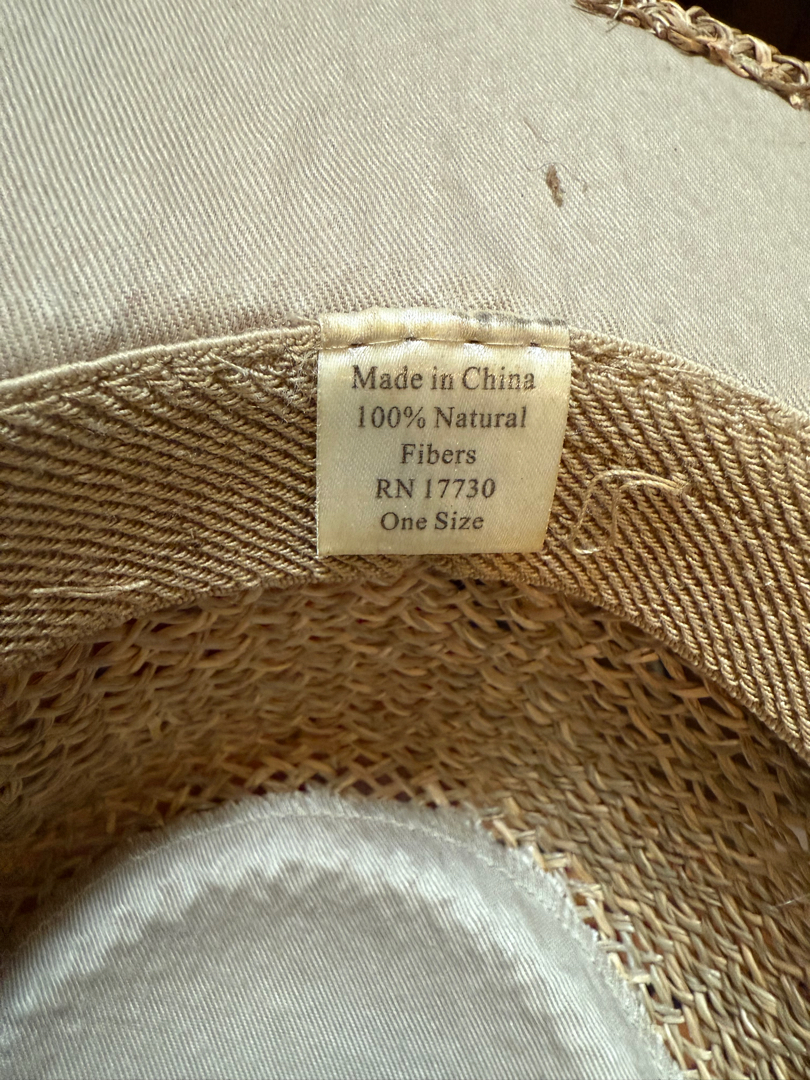 Made in China
100% Natural
Fibers
RN 17730
One Size